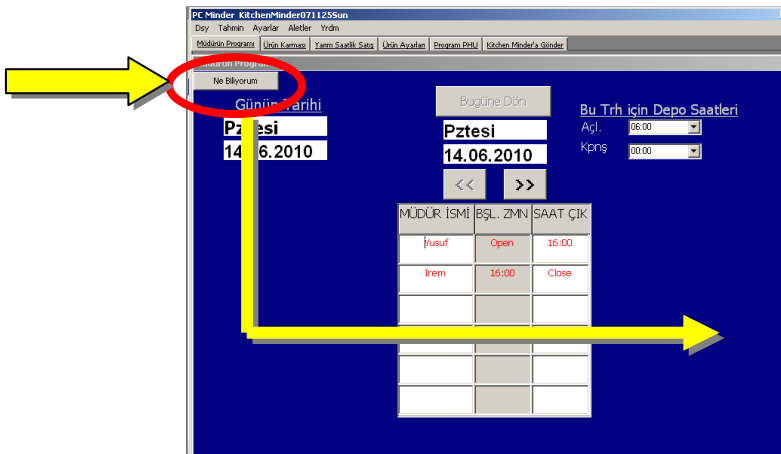 PC Minder KitchenMinder071125Sun
Dsy Tahmin Ayarlar Aletler Yrdm
Müdürün Programı Ürün Karması Yarım Saatlik Satış Ürün Ayarları Program PHU Kitchen Minder'a Gönder
Müdürün Programı
Ne Biliyorum
Günün Tarihi
Bugüne Dön
Bu Trh için Depo Saatleri
Pztesi
Pztesi
Açl. 06:00
14.06.2010
14.06.2010
Kpnş 00:00
<< >>
MÜDÜR İSMİ BŞL. ZMN SAAT ÇIK
Yusuf Open 16:00
Irem 16:00 Close